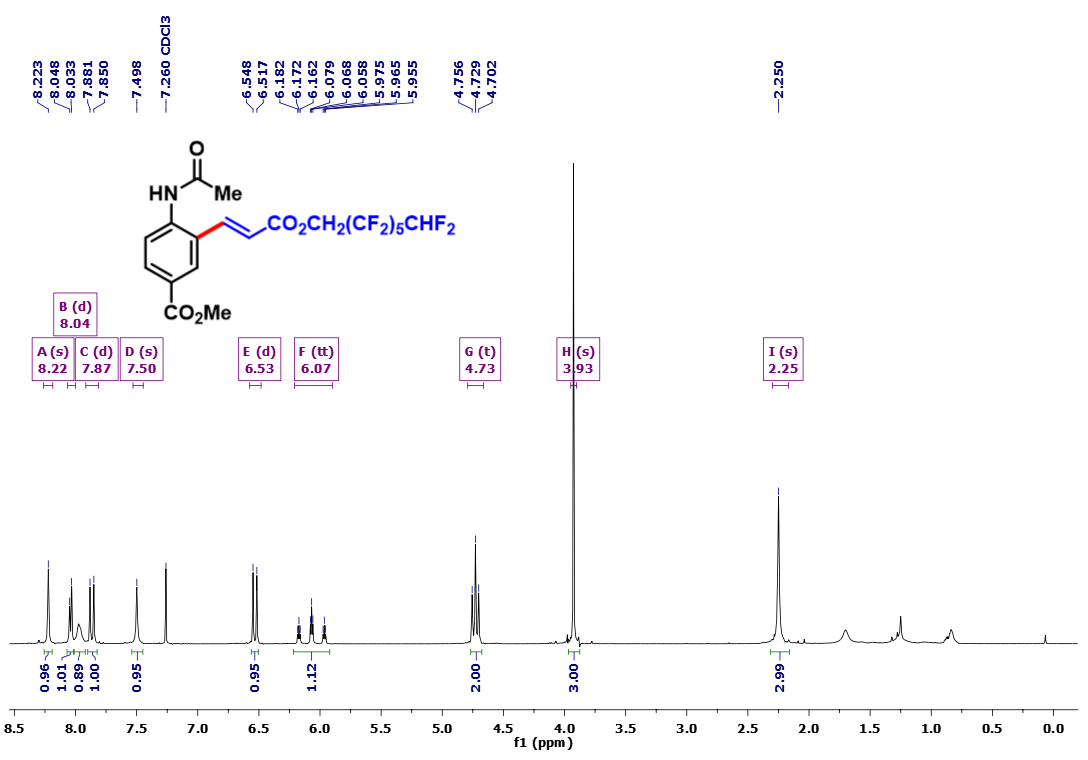 8.223
8.048
8.033
7.881
7.850
7.498
7.260 CDCl3
6.548
6.517
6.182
6.172
6.162
6.079
6.068
6.058
5.975
5.965
5.955
4.756
4.729
4.702
2.250
O
HN
Me
CO2CH2(CF2)5CHF2
CO2Me
B (d)
8.04
A (s)
8.22
C (d)
7.87
D (s)
7.50
E (d)
6.53
F (tt)
6.07
G (t)
4.73
H (s)
3.93
I (s)
2.25
0.96
1.01
0.89
1.00
0.95
0.95
1.12
2.00
3.00
2.99
8.5 8.0 7.5 7.0 6.5 6.0 5.5 5.0 4.5 4.0 3.5 3.0 2.5 2.0 1.5 1.0 0.5 0.0
f1 (ppm)